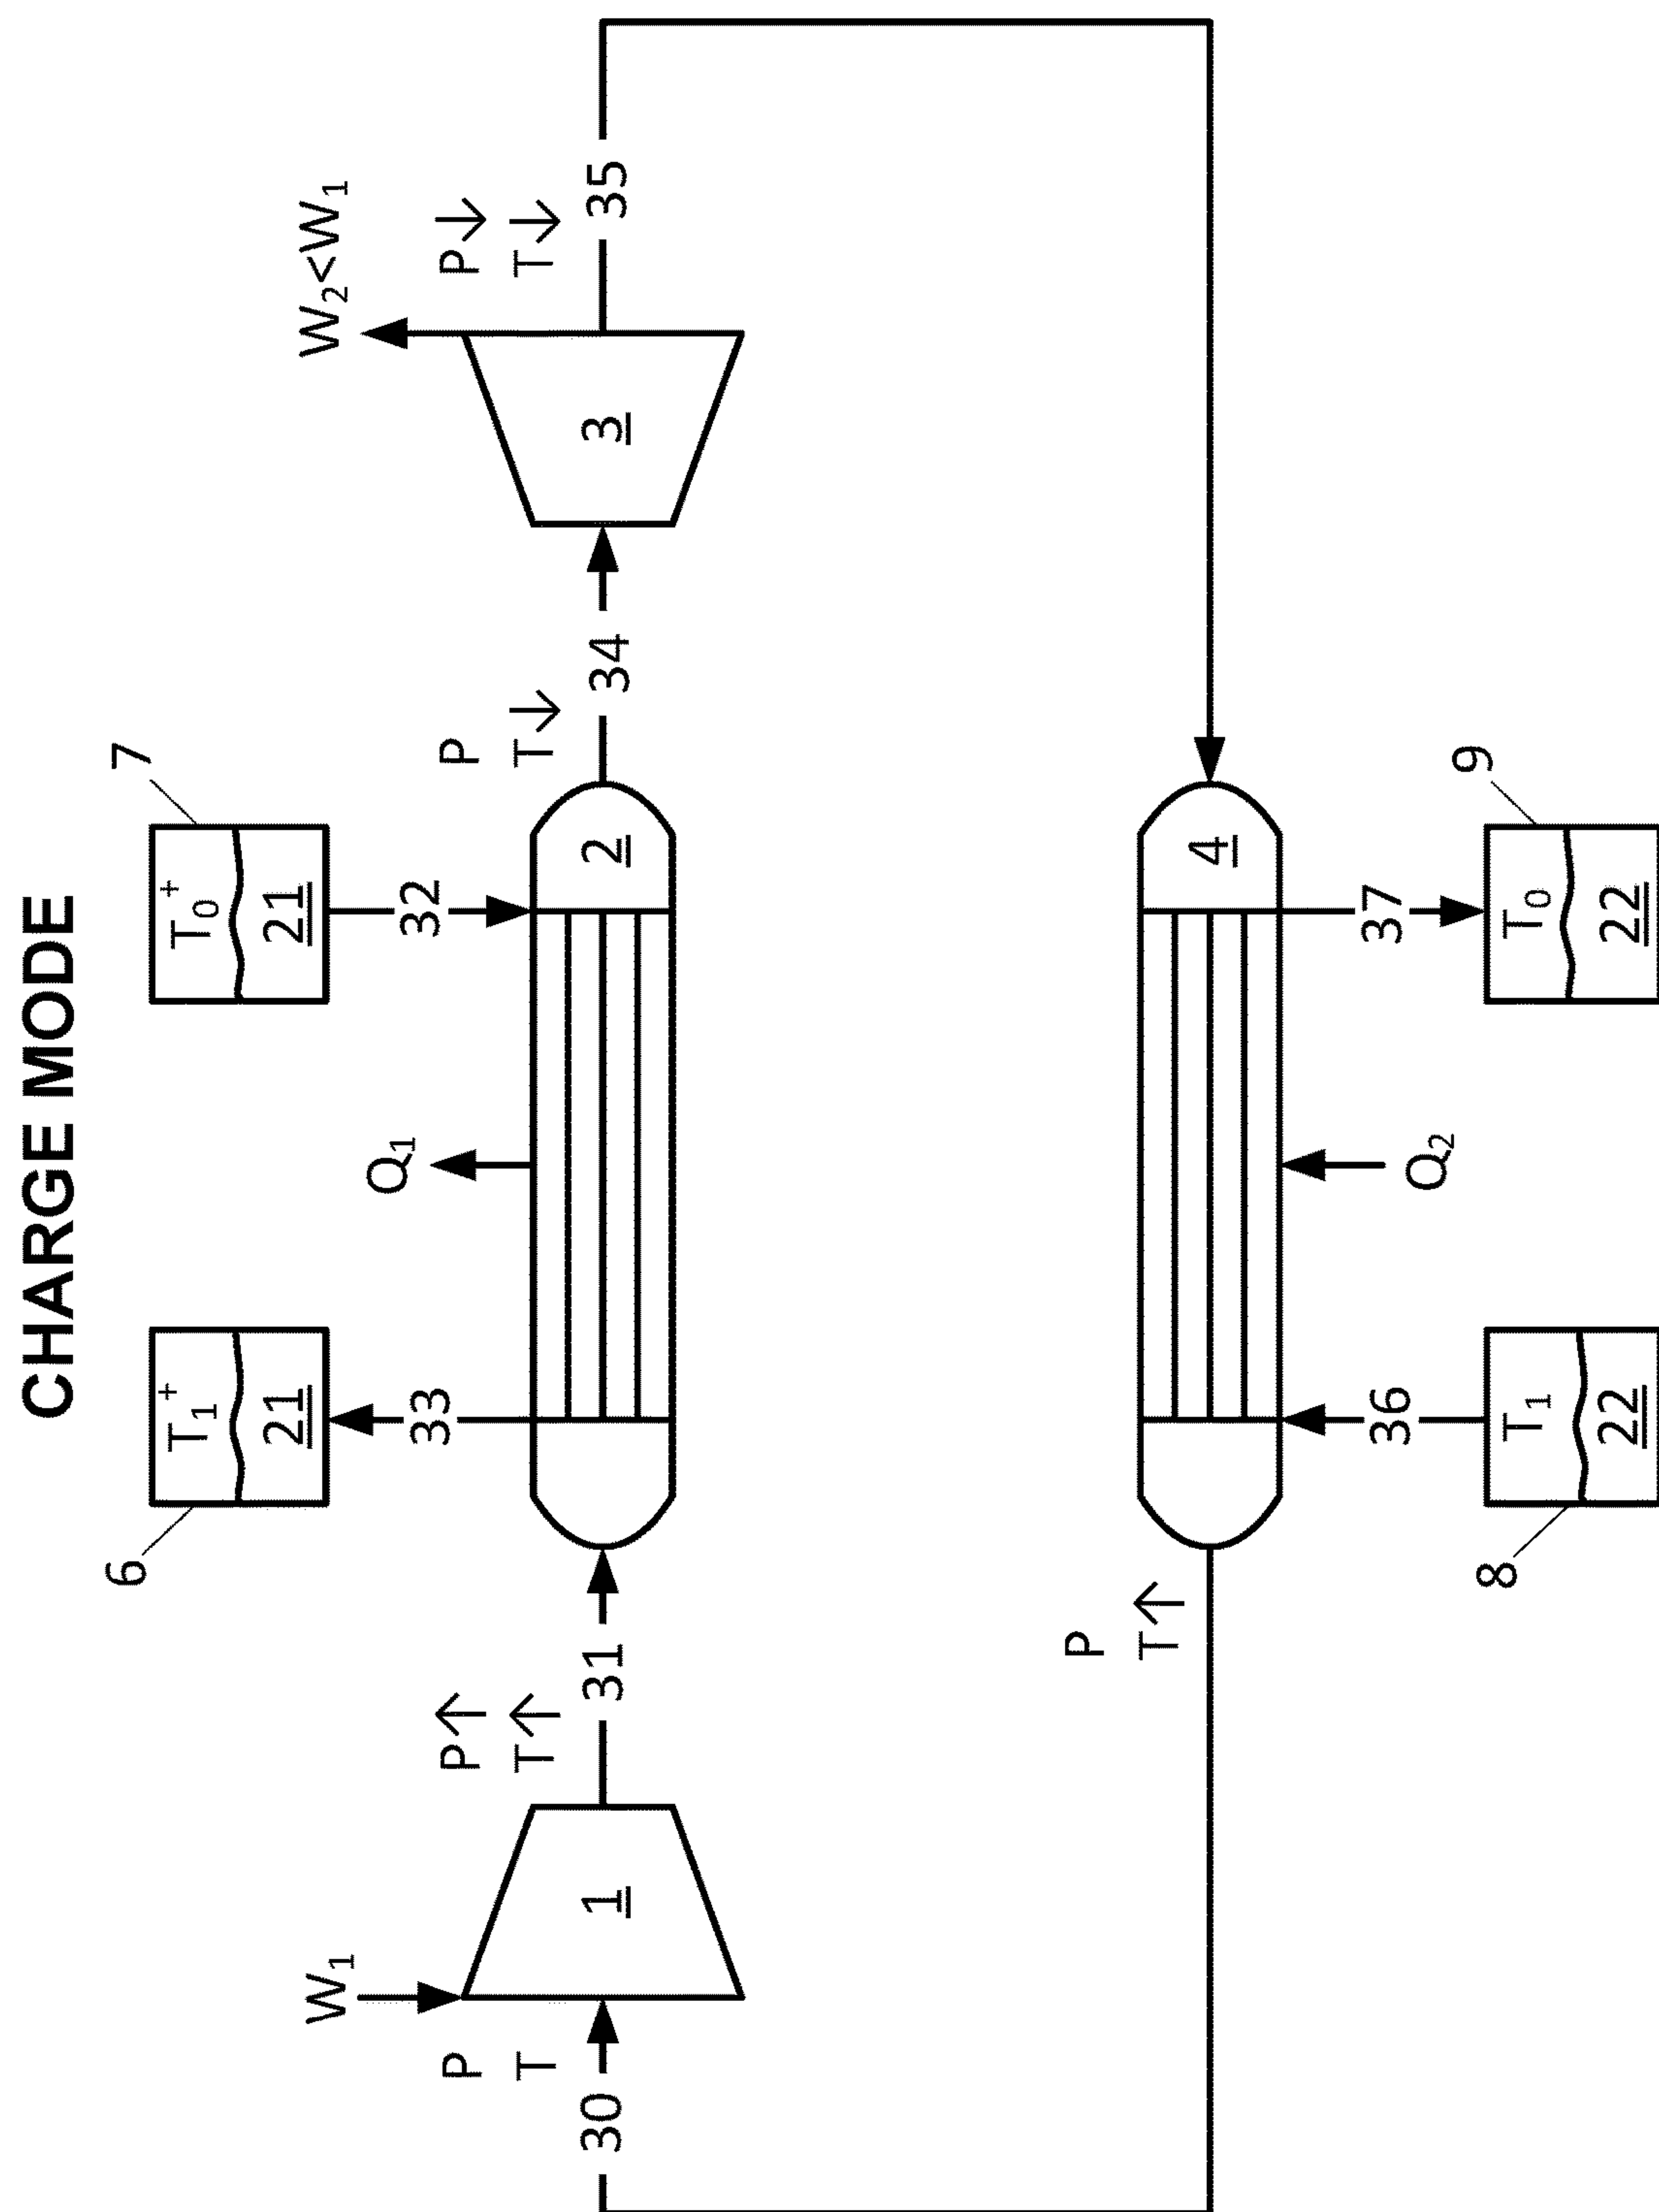 CHARGE MODE
6 7
T₁⁺ T₀⁺
21 21
W₁ Q₁ W₂<W₁
33 32
P P↑ P P↓
T T↑ T↓ T↓
30 1 31 2 34 3 35
P
T↑
4
36 37
Q₂
8 9
T₁ T₀
22 22